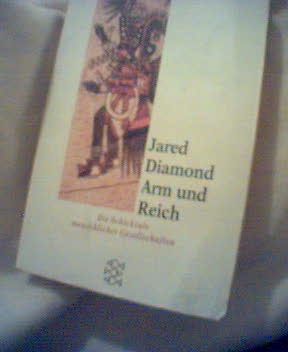 Jared
Diamond
Arm und
Reich
Die Schicksale
menschlicher Gesellschaften